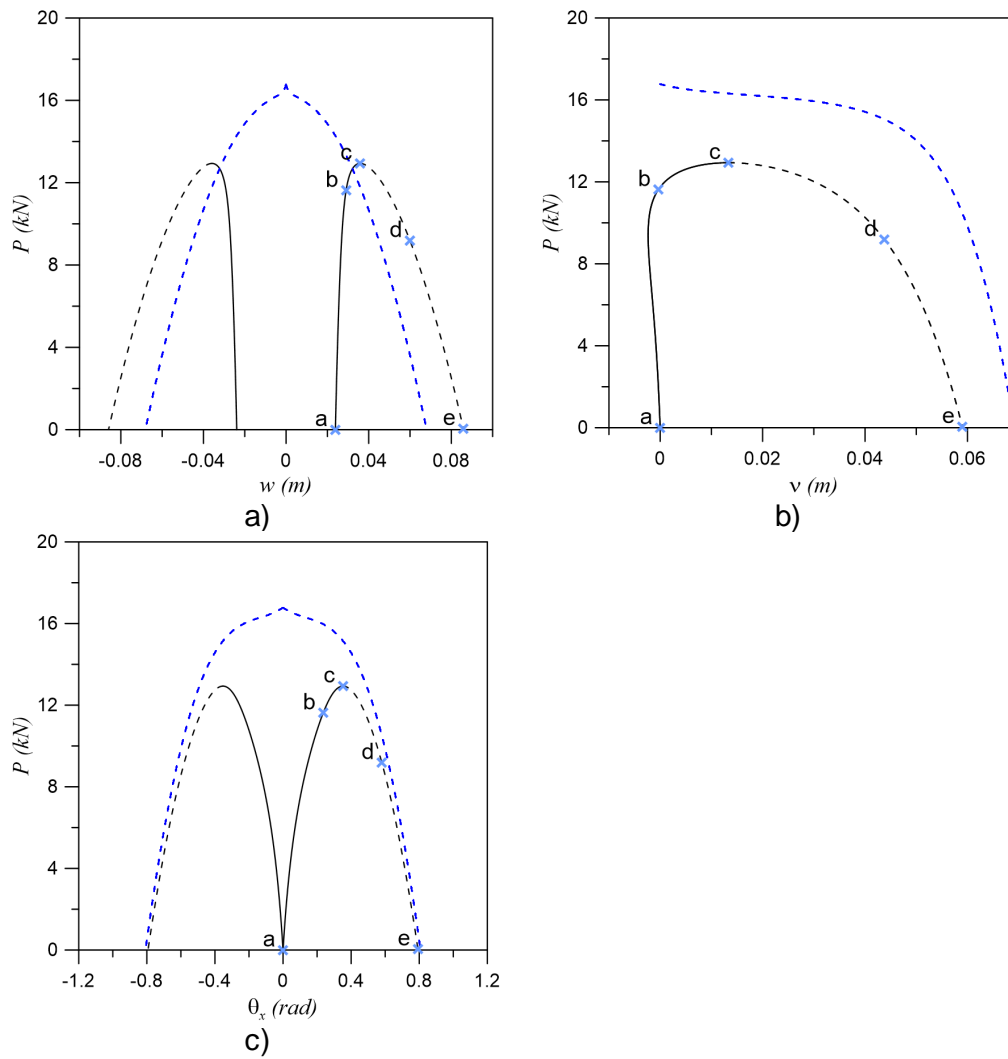 20
16
12
8
4
0
P (kN)
a
b
c
d
e
-0.08 -0.04 0 0.04 0.08
w (m)
a)
20
16
12
8
4
0
P (kN)
a
b
c
d
e
0 0.02 0.04 0.06
ν (m)
b)
20
16
12
8
4
0
P (kN)
a
b
c
d
e
-1.2 -0.8 -0.4 0 0.4 0.8 1.2
θx (rad)
c)